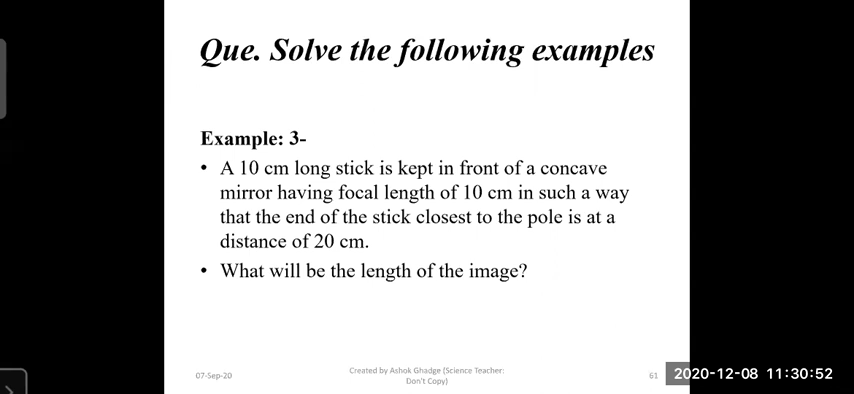 Que. Solve the following examples
Example: 3-
• A 10 cm long stick is kept in front of a concave
mirror having focal length of 10 cm in such a way
that the end of the stick closest to the pole is at a
distance of 20 cm.
• What will be the length of the image?
07-Sep-20
Created by Ashok Ghadge (Science Teacher:
Don't Copy)
61
2020-12-08 11:30:52